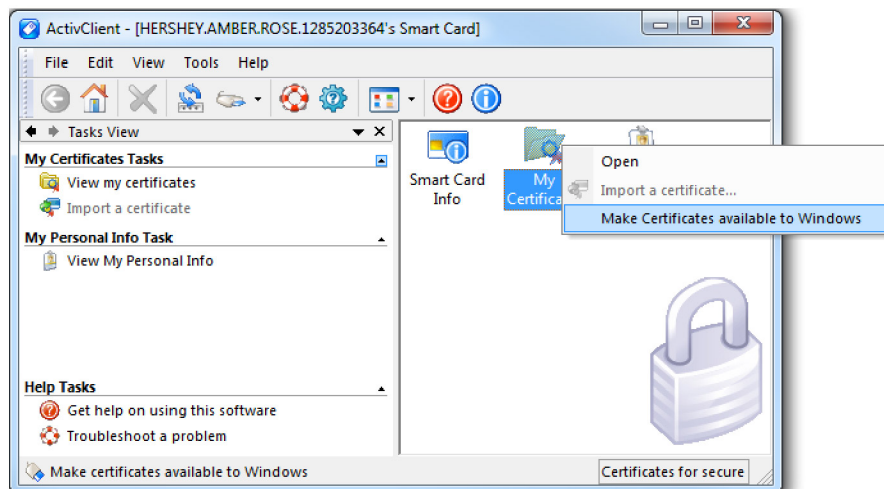 ActivClient - [HERSHEY.AMBER.ROSE.1285203364's Smart Card]
File Edit View Tools Help
Tasks View
My Certificates Tasks
View my certificates
Import a certificate
My Personal Info Task
View My Personal Info
Help Tasks
Get help on using this software
Troubleshoot a problem
Smart Card
Info
My
Certifica
Open
Import a certificate...
Make Certificates available to Windows
Make certificates available to Windows
Certificates for secure